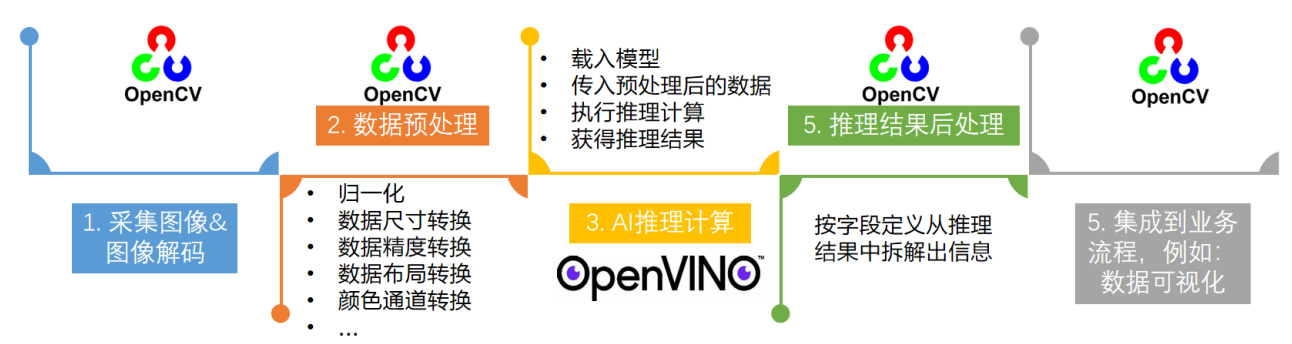 OpenCV
1. 采集图像&
图像解码
OpenCV
2. 数据预处理
• 归一化
• 数据尺寸转换
• 数据精度转换
• 数据布局转换
• 颜色通道转换
• ...
• 载入模型
• 传入预处理后的数据
• 执行推理计算
• 获得推理结果
3. AI推理计算
OpenVINO™
OpenCV
5. 推理结果后处理
按字段定义从推理
结果中拆解出信息
OpenCV
5. 集成到业务
流程，例如：
数据可视化